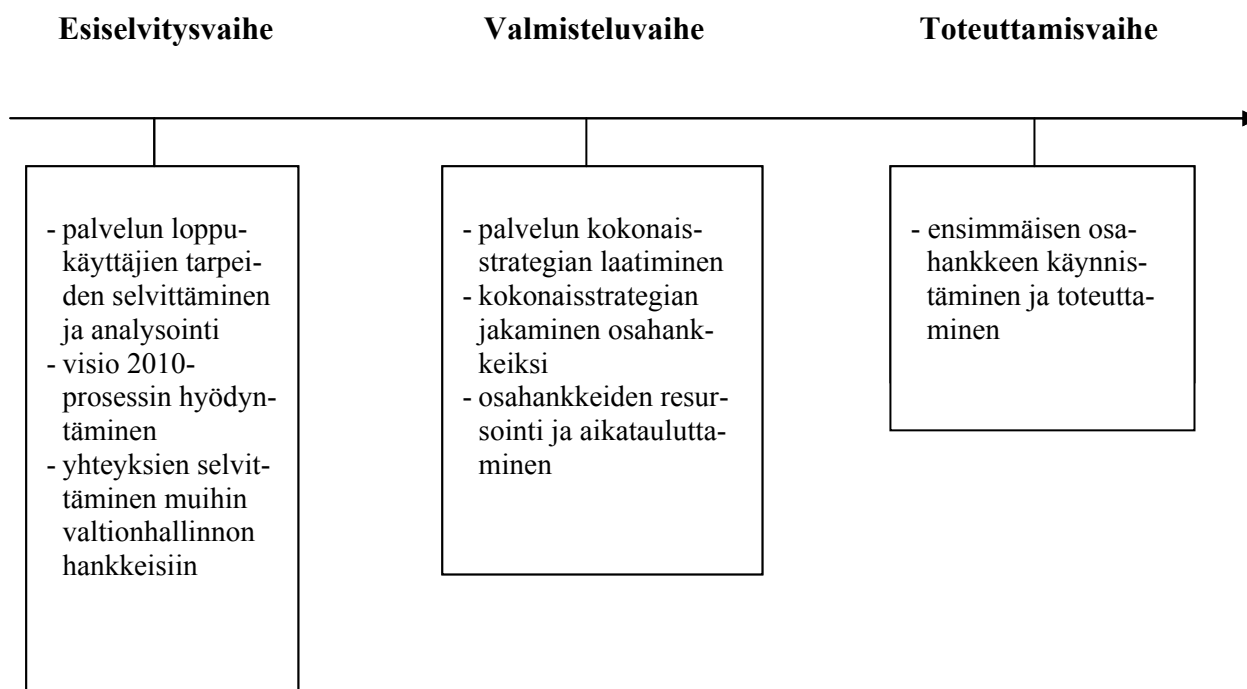 Esiselvitysvaihe
Valmisteluvaihe
Toteuttamisvaihe
- palvelun loppu-
käyttäjien tarpei-
den selvittäminen
ja analysointi
- visio 2010-
prosessin hyödyn-
täminen
- yhteyksien selvit-
täminen muihin
valtionhallinnon
hankkeisiin
- palvelun kokonais-
strategian laatiminen
- kokonaisstrategian
jakaminen osahank-
keiksi
- osahankkeiden resur-
sointi ja aikataulutta-
minen
- ensimmäisen osa-
hankkeen käynnis-
täminen ja toteutta-
minen